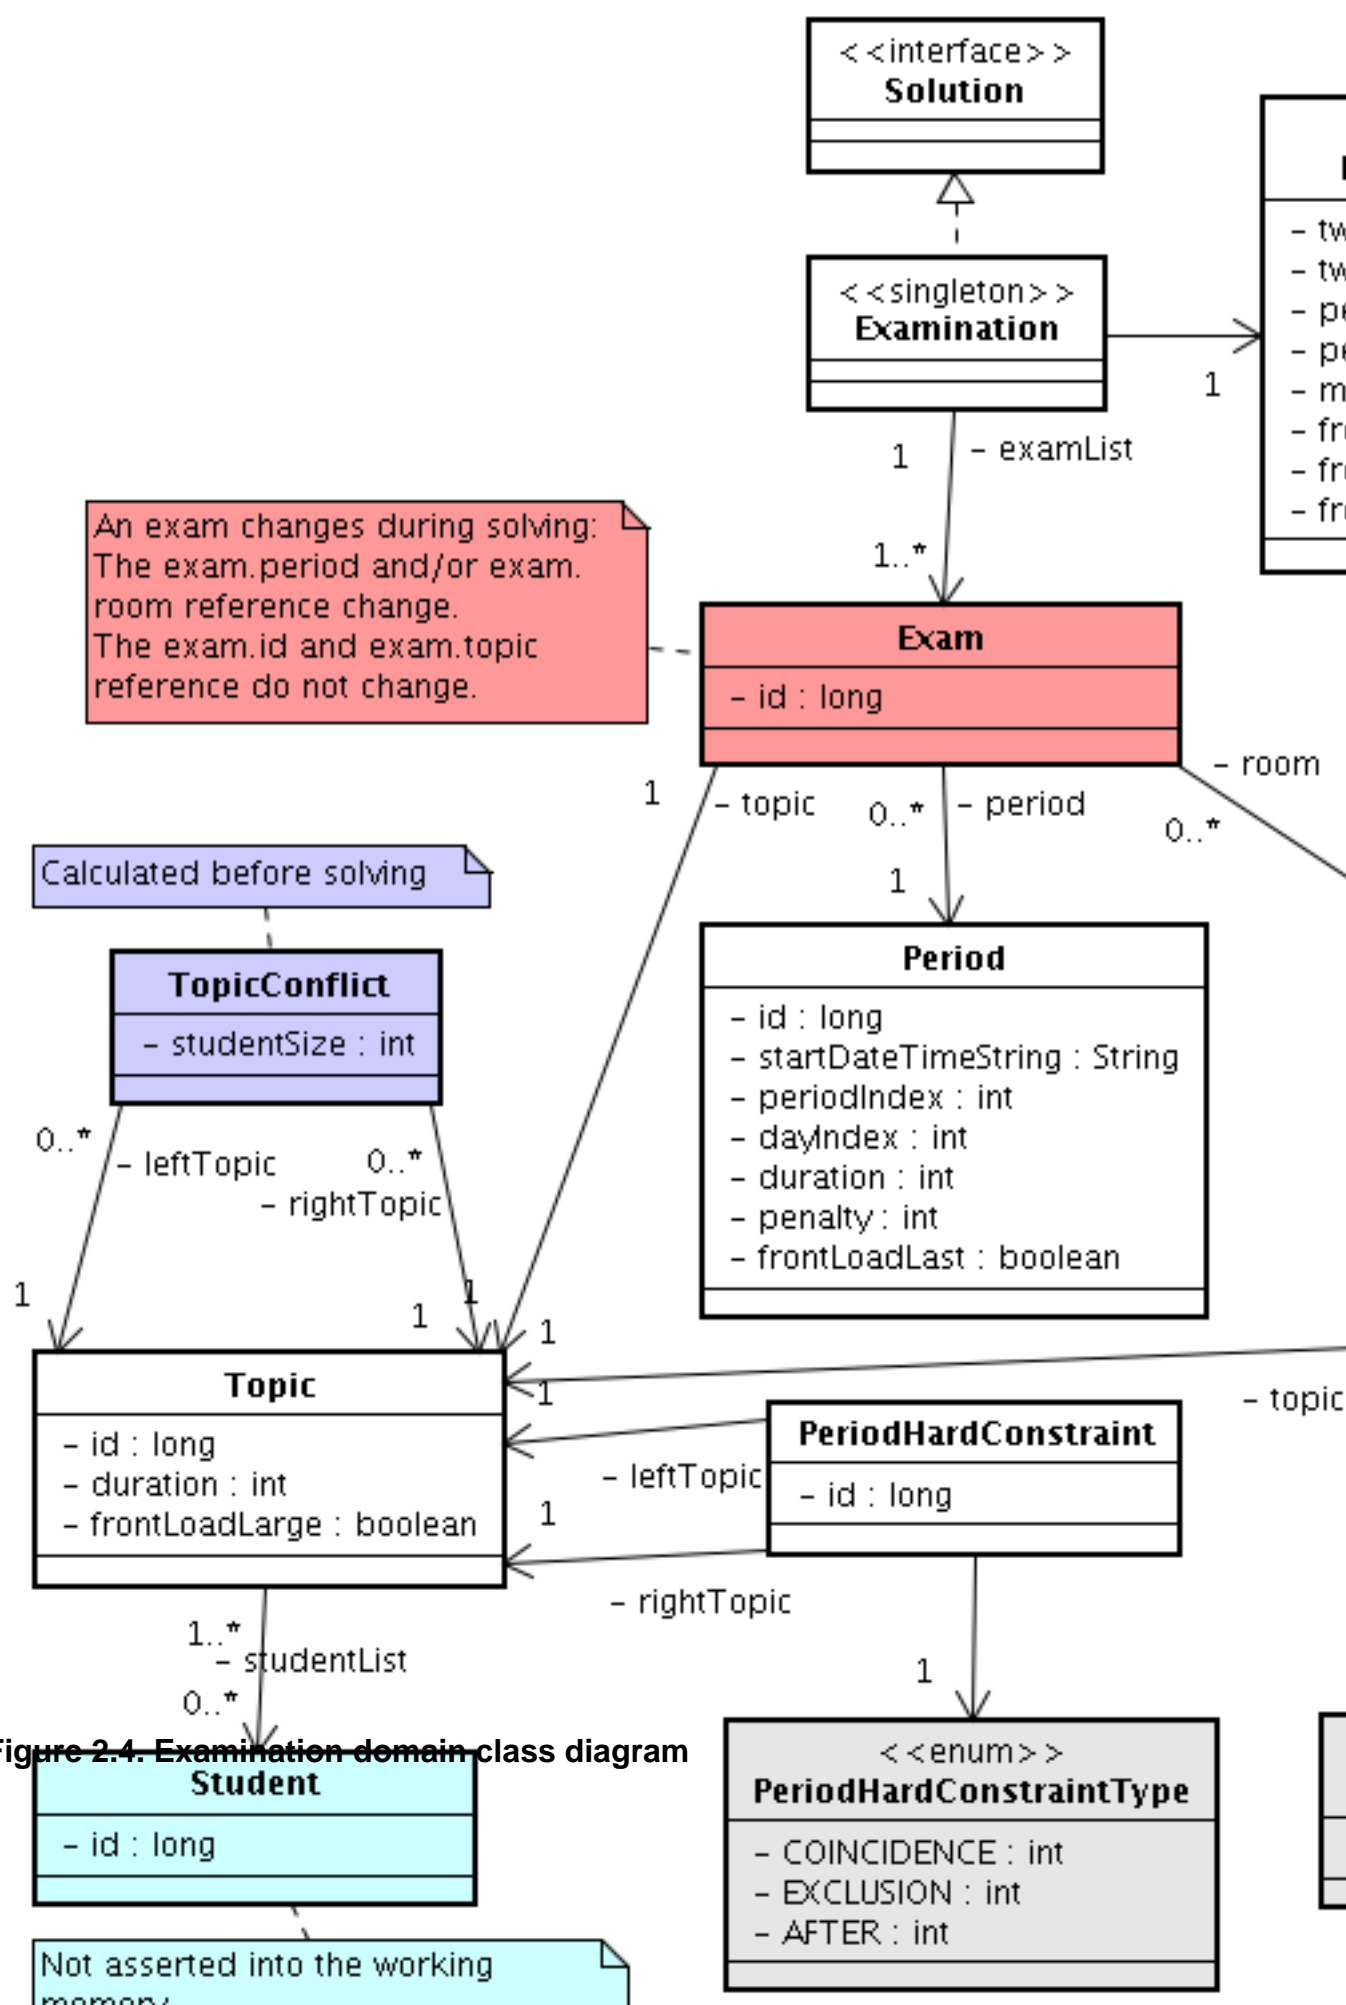 <<interface>>
Solution
<<singleton>>
Examination
1
1
- examList
1..*
An exam changes during solving:
The exam.period and/or exam.
room reference change.
The exam.id and exam.topic
reference do not change.
Exam
- id : long
1
- topic
0..*
- period
- room
0..*
1
Calculated before solving
TopicConflict
- studentSize : int
0..*
- leftTopic
0..*
- rightTopic
1
1
1
1
Period
- id : long
- startDateTimeString : String
- periodIndex : int
- dayIndex : int
- duration : int
- penalty : int
- frontLoadLast : boolean
Topic
- id : long
- duration : int
- frontLoadLarge : boolean
1
- topic
PeriodHardConstraint
- id : long
- leftTopic
1
- rightTopic
1..*
- studentList
0..*
1
Figure 2.4. Examination domain class diagram
Student
- id : long
<<enum>>
PeriodHardConstraintType
- COINCIDENCE : int
- EXCLUSION : int
- AFTER : int
Not asserted into the working